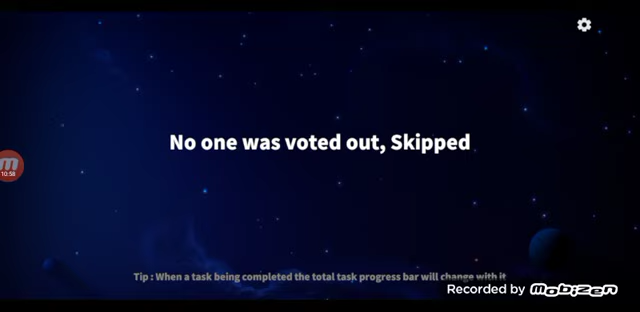 No one was voted out, Skipped
10:58
Tip : When a task being completed the total task progress bar will change with it
Recorded by mobizen